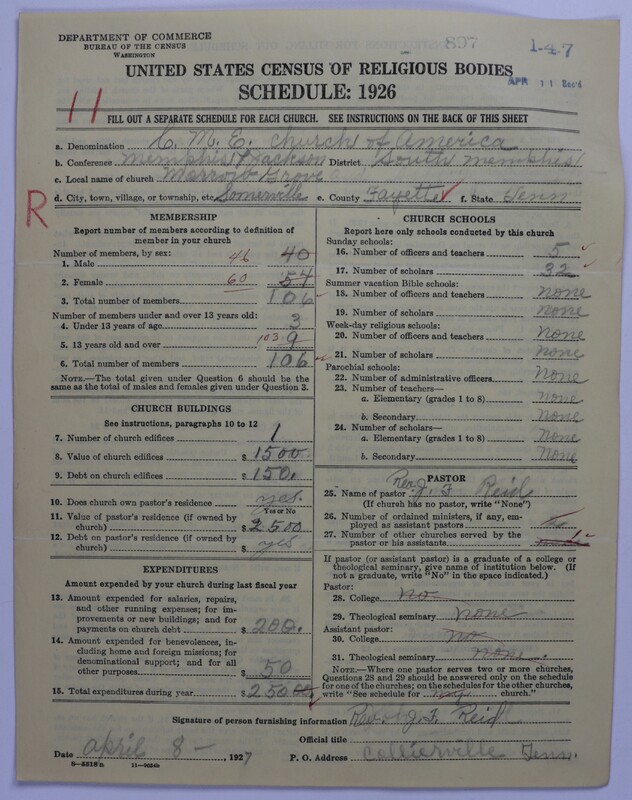 DEPARTMENT OF COMMERCE
BUREAU OF THE CENSUS
WASHINGTON
897
1-4-7
APR 11 Rec'd
UNITED STATES CENSUS OF RELIGIOUS BODIES
SCHEDULE: 1926
11
FILL OUT A SEPARATE SCHEDULE FOR EACH CHURCH. SEE INSTRUCTIONS ON THE BACK OF THIS SHEET
a. Denomination C. M. E. Church of America
b. Conference Memphis & Jackson District South Memphis
c. Local name of church Grove
d. City, town, village, or township, etc. Somerville e. County Fayette f. State Tenn
R
MEMBERSHIP
Report number of members according to definition of member in your church
Number of members, by sex:
1. Male 46 40
2. Female 60 54
3. Total number of members 106
Number of members under and over 13 years old:
4. Under 13 years of age 3
5. 13 years old and over 103 9
6. Total number of members 106
NOTE.—The total given under Question 6 should be the same as the total of males and females given under Question 3.
CHURCH BUILDINGS
See instructions, paragraphs 10 to 12
7. Number of church edifices 1
8. Value of church edifices $ 1500
9. Debt on church edifices $ 150.
10. Does church own pastor's residence yes.
Yes or No
11. Value of pastor's residence (if owned by church) $ 2500
12. Debt on pastor's residence (if owned by church) $ yes
EXPENDITURES
Amount expended by your church during last fiscal year
13. Amount expended for salaries, repairs, and other running expenses; for improvements or new buildings; and for payments on church debt $ 200.
14. Amount expended for benevolences, including home and foreign missions; for denominational support; and for all other purposes $ 50
15. Total expenditures during year $ 250 00
CHURCH SCHOOLS
Report here only schools conducted by this church
Sunday schools:
16. Number of officers and teachers 5
17. Number of scholars 32
Summer vacation Bible schools:
18. Number of officers and teachers none
19. Number of scholars none
Week-day religious schools:
20. Number of officers and teachers none
21. Number of scholars none
Parochial schools:
22. Number of administrative officers none
23. Number of teachers—
a. Elementary (grades 1 to 8) none
b. Secondary none
24. Number of scholars—
a. Elementary (grades 1 to 8) none
b. Secondary none
PASTOR
25. Name of pastor Rev. J. F. Reid
(If church has no pastor, write "None")
26. Number of ordained ministers, if any, employed as assistant pastors no
27. Number of other churches served by the pastor or his assistants
If pastor (or assistant pastor) is a graduate of a college or theological seminary, give name of institution below. (If not a graduate, write "No" in the space indicated.)
Pastor:
28. College no
29. Theological seminary none
Assistant pastor:
30. College no
31. Theological seminary none.
NOTE.—Where one pastor serves two or more churches, Questions 28 and 29 should be answered only on the schedule for one of the churches; on the schedules for the other churches, write "See schedule for my church."
Signature of person furnishing information Rev. J. F. Reid
Official title
Date April 8 —, 1927 P. O. Address Collierville Tenn.
8—5518a 11—9554b